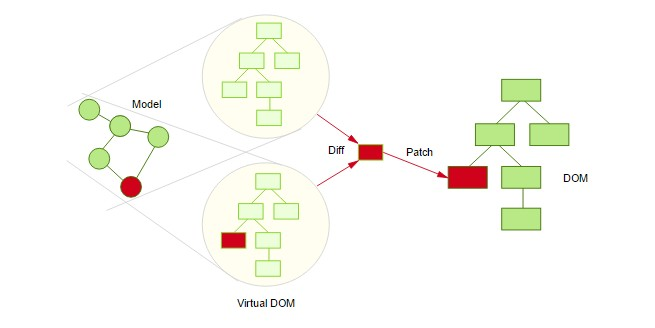 Model
Diff
Patch
DOM
Virtual DOM